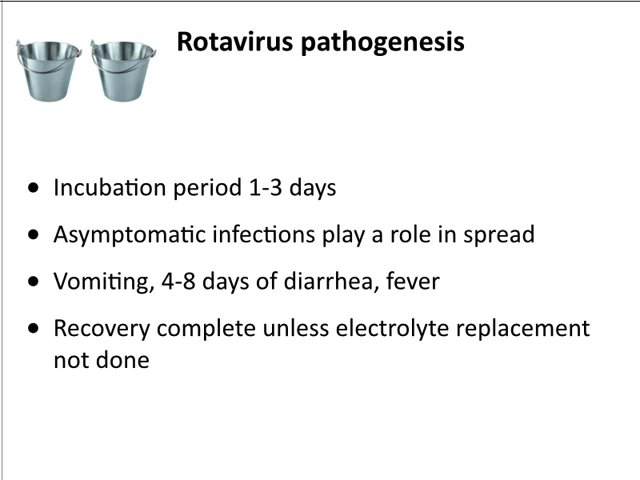 Rotavirus pathogenesis
• Incubation period 1-3 days
• Asymptomatic infections play a role in spread
• Vomiting, 4-8 days of diarrhea, fever
• Recovery complete unless electrolyte replacement
not done